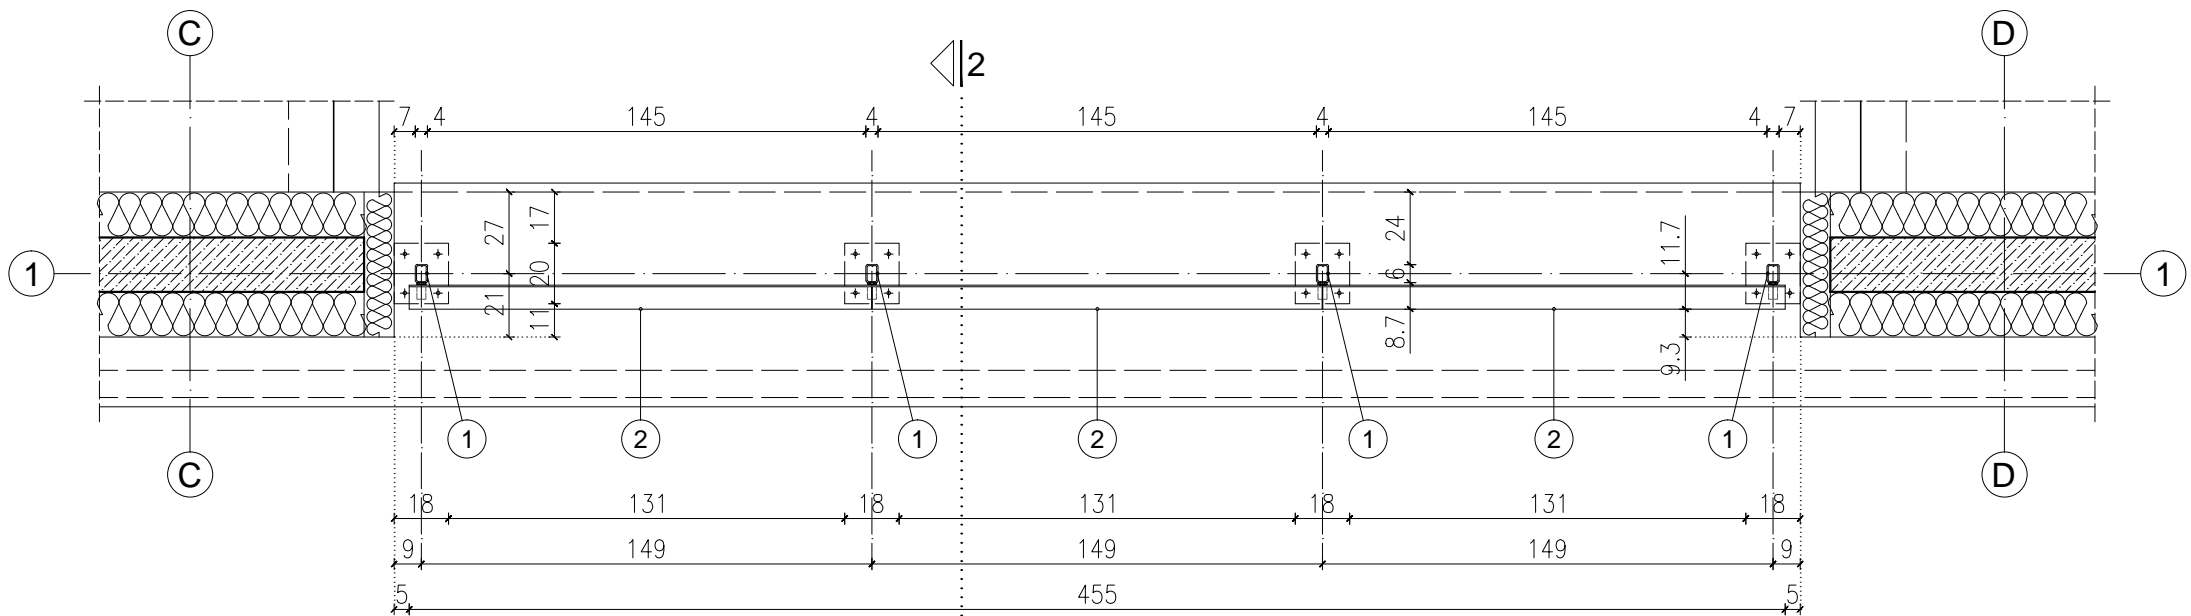 C D
2
7 4 145 4 145 4 145 4 7
27 17 24 11.7
1 20 6 1
21 11 8.7 9.3
1 2 1 2 1 2 1
C D
18 131 18 131 18 131 18
9 149 149 149 9
5 455 5